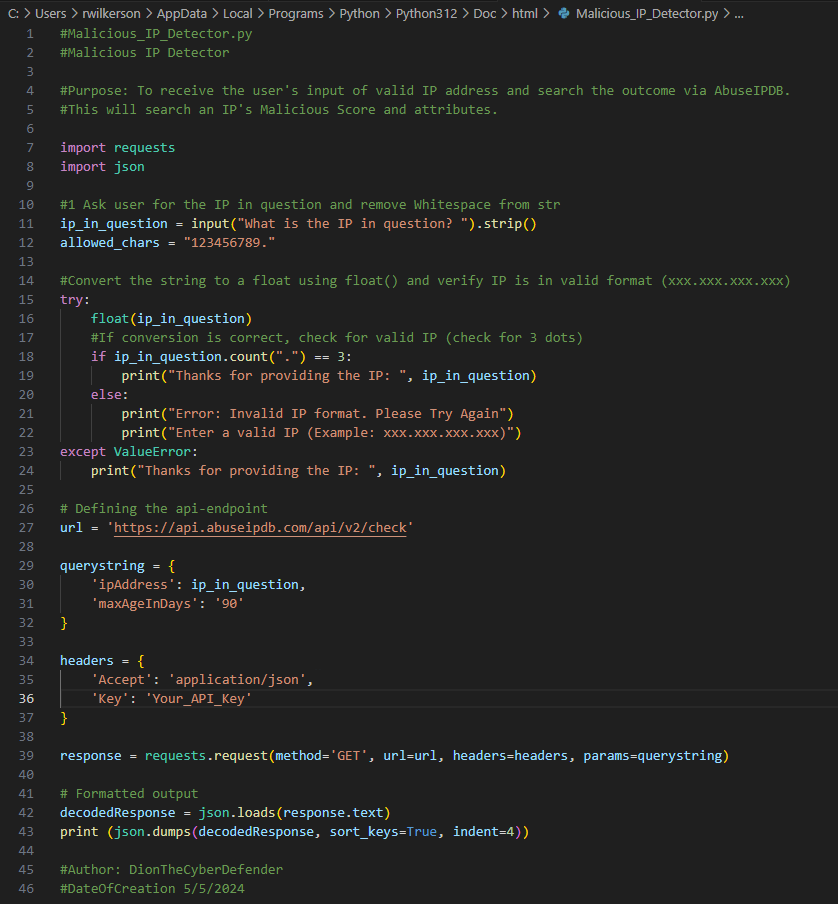 C: > Users > rwilkerson > AppData > Local > Programs > Python > Python312 > Doc > html > Malicious_IP_Detector.py > ...
1 #Malicious_IP_Detector.py
2 #Malicious IP Detector
3
4 #Purpose: To receive the user's input of valid IP address and search the outcome via AbuseIPDB.
5 #This will search an IP's Malicious Score and attributes.
6
7 import requests
8 import json
9
10 #1 Ask user for the IP in question and remove Whitespace from str
11 ip_in_question = input("What is the IP in question? ").strip()
12 allowed_chars = "123456789."
13
14 #Convert the string to a float using float() and verify IP is in valid format (xxx.xxx.xxx.xxx)
15 try:
16     float(ip_in_question)
17     #If conversion is correct, check for valid IP (check for 3 dots)
18     if ip_in_question.count(".") == 3:
19         print("Thanks for providing the IP: ", ip_in_question)
20     else:
21         print("Error: Invalid IP format. Please Try Again")
22         print("Enter a valid IP (Example: xxx.xxx.xxx.xxx)")
23 except ValueError:
24     print("Thanks for providing the IP: ", ip_in_question)
25
26 # Defining the api-endpoint
27 url = 'https://api.abuseipdb.com/api/v2/check'
28
29 querystring = {
30     'ipAddress': ip_in_question,
31     'maxAgeInDays': '90'
32 }
33
34 headers = {
35     'Accept': 'application/json',
36     'Key': 'Your_API_Key'
37 }
38
39 response = requests.request(method='GET', url=url, headers=headers, params=querystring)
40
41 # Formatted output
42 decodedResponse = json.loads(response.text)
43 print (json.dumps(decodedResponse, sort_keys=True, indent=4))
44
45 #Author: DionTheCyberDefender
46 #DateOfCreation 5/5/2024